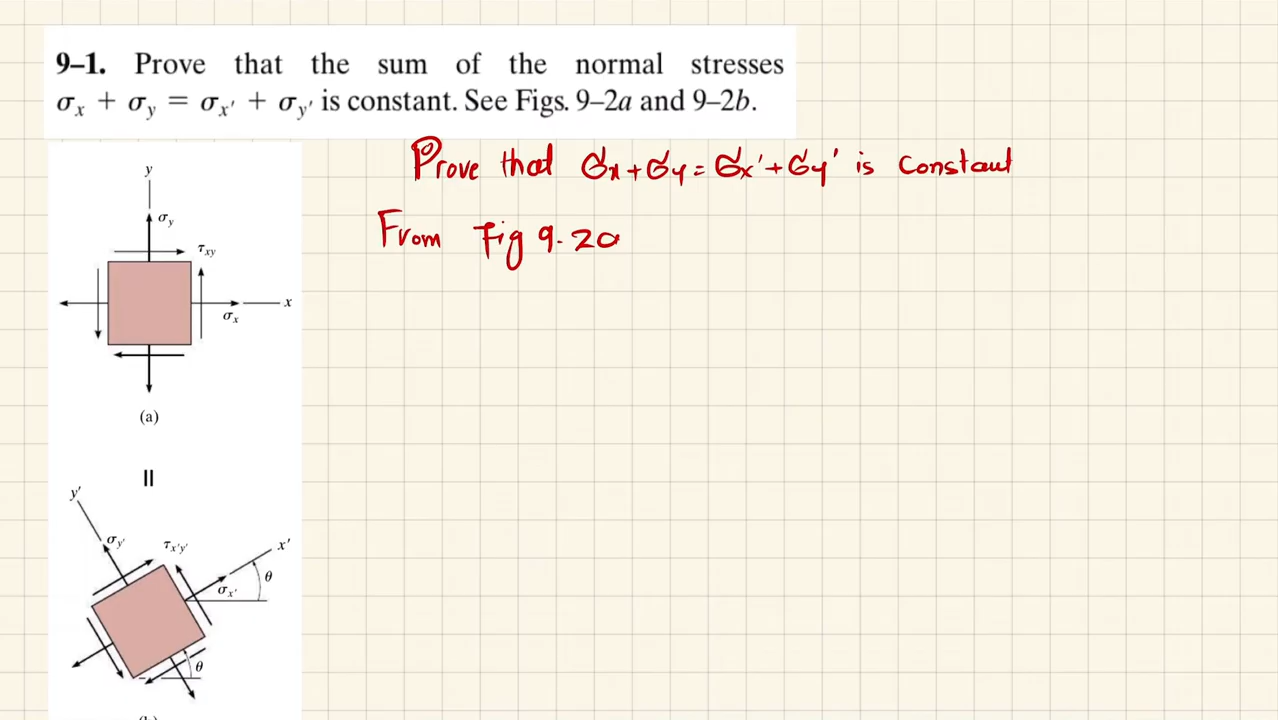 9–1. Prove that the sum of the normal stresses
σx + σy = σx' + σy' is constant. See Figs. 9–2a and 9–2b.
Prove that σx+σy=σx'+σy' is constant
From Fig 9.2a
y
σy
τxy
x
σx
(a)
y'
σy'
τx'y'
x'
θ
σx'
θ
(b)